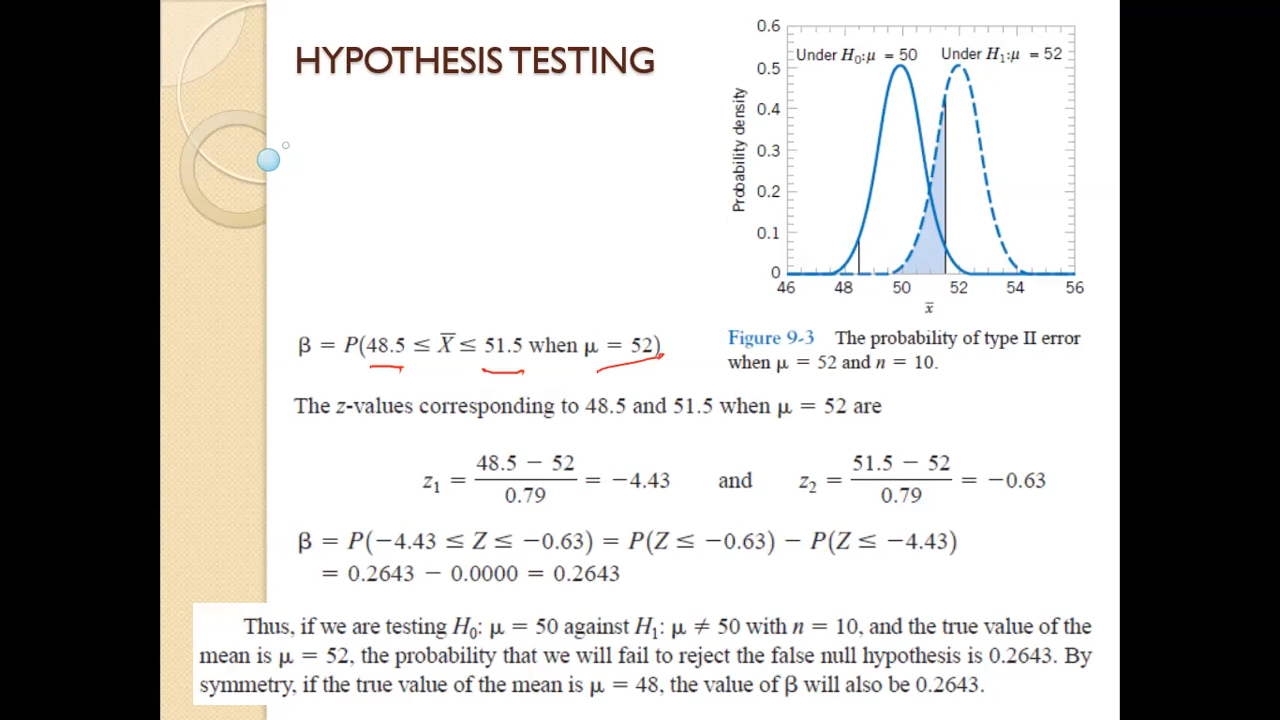 HYPOTHESIS TESTING
0.6
Under H₀:μ = 50 Under H₁:μ = 52
0.5
0.4
0.3
0.2
0.1
0
Probability density
46 48 50 52 54 56
x̅
Figure 9-3 The probability of type II error
when μ = 52 and n = 10.
β = P(48.5 ≤ X̅ ≤ 51.5 when μ = 52)
The z-values corresponding to 48.5 and 51.5 when μ = 52 are
z₁ = (48.5 − 52)/0.79 = −4.43 and z₂ = (51.5 − 52)/0.79 = −0.63
β = P(−4.43 ≤ Z ≤ −0.63) = P(Z ≤ −0.63) − P(Z ≤ −4.43)
= 0.2643 − 0.0000 = 0.2643
Thus, if we are testing H₀: μ = 50 against H₁: μ ≠ 50 with n = 10, and the true value of the
mean is μ = 52, the probability that we will fail to reject the false null hypothesis is 0.2643. By
symmetry, if the true value of the mean is μ = 48, the value of β will also be 0.2643.